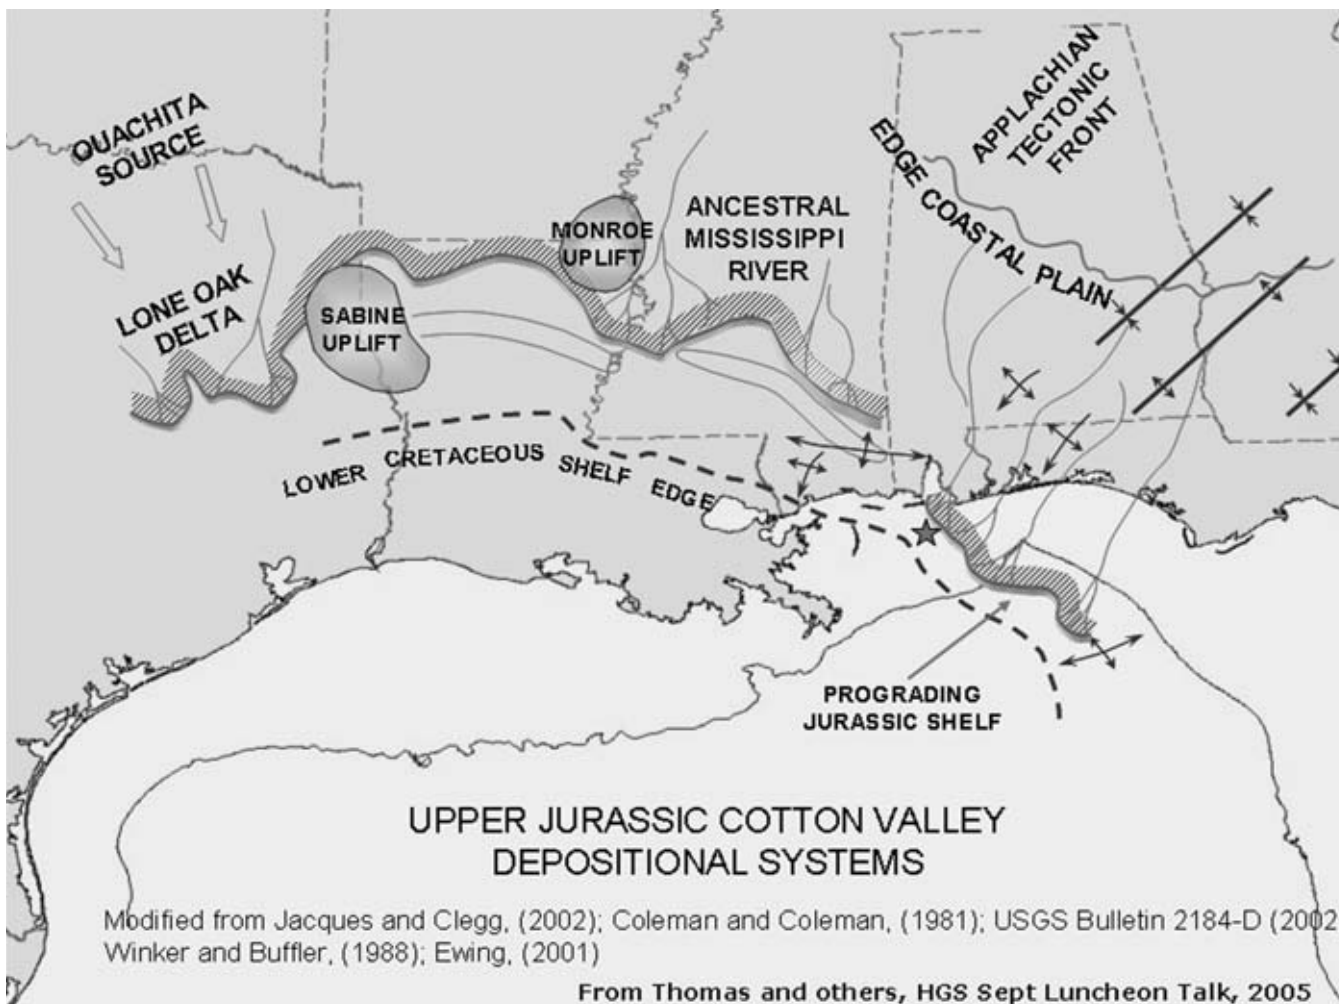 OUACHITA
SOURCE
LONE OAK
DELTA
SABINE
UPLIFT
MONROE
UPLIFT
ANCESTRAL
MISSISSIPPI
RIVER
APPLACHIAN
TECTONIC
FRONT
EDGE COASTAL PLAIN
LOWER CRETACEOUS SHELF EDGE
PROGRADING
JURASSIC SHELF
UPPER JURASSIC COTTON VALLEY
DEPOSITIONAL SYSTEMS
Modified from Jacques and Clegg, (2002); Coleman and Coleman, (1981); USGS Bulletin 2184-D (2002
Winker and Buffler, (1988); Ewing, (2001)
From Thomas and others, HGS Sept Luncheon Talk, 2005